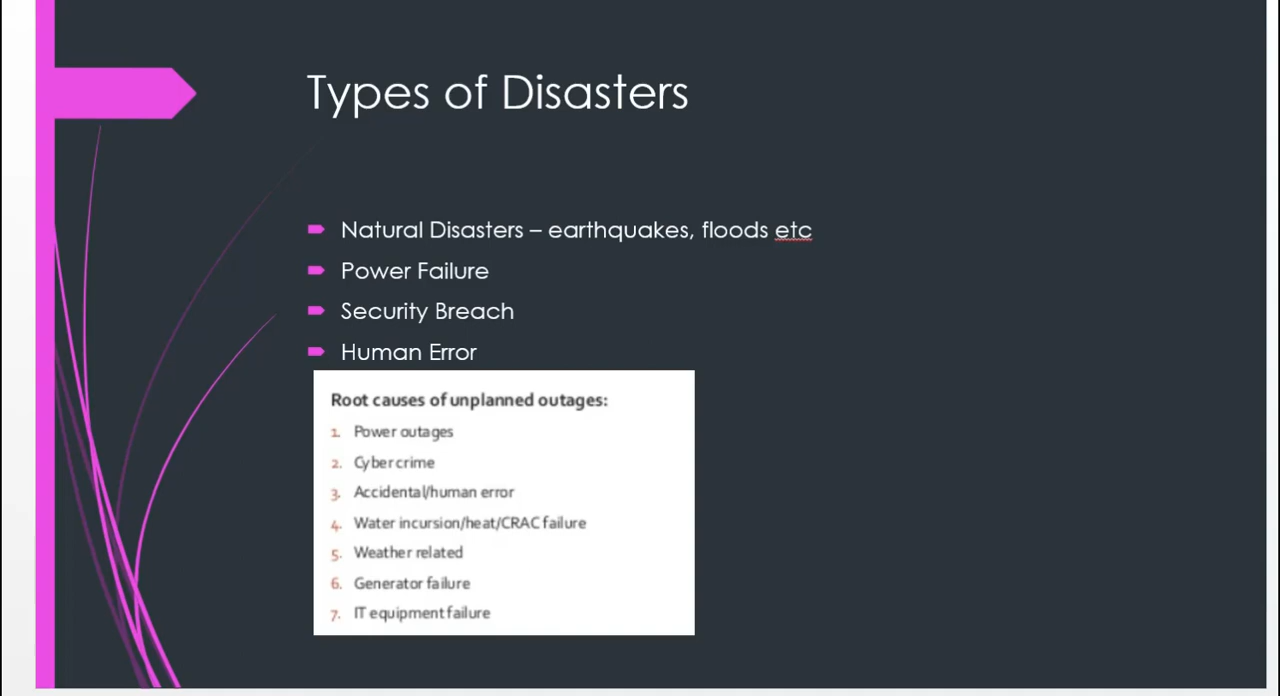 Types of Disasters
Natural Disasters – earthquakes, floods etc
Power Failure
Security Breach
Human Error
Root causes of unplanned outages:
1. Power outages
2. Cyber crime
3. Accidental/human error
4. Water incursion/heat/CRAC failure
5. Weather related
6. Generator failure
7. IT equipment failure